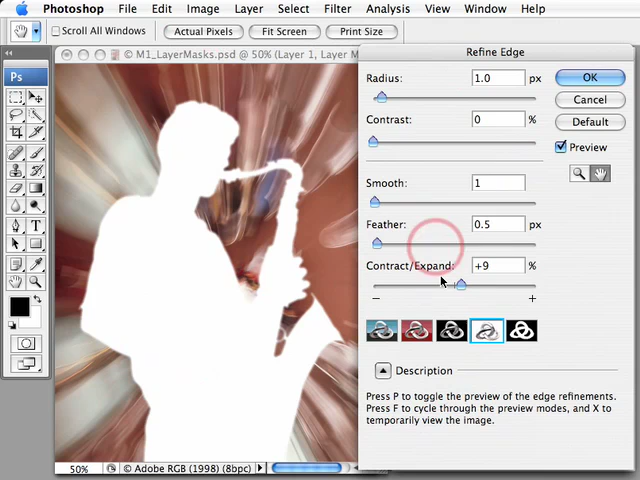 Photoshop File Edit Image Layer Select Filter Analysis View Window Help
Scroll All Windows Actual Pixels Fit Screen Print Size
© M1_LayerMasks.psd @ 50% (Layer 1, Layer M
Refine Edge
Ps
Radius: 1.0 px OK
Cancel
Contrast: 0 % Default
Preview
Smooth: 1
Feather: 0.5 px
Contract/Expand: +9 %
− +
T
Description
Press P to toggle the preview of the edge refinements.
Press F to cycle through the preview modes, and X to
temporarily view the image.
50% © Adobe RGB (1998) (8bpc)